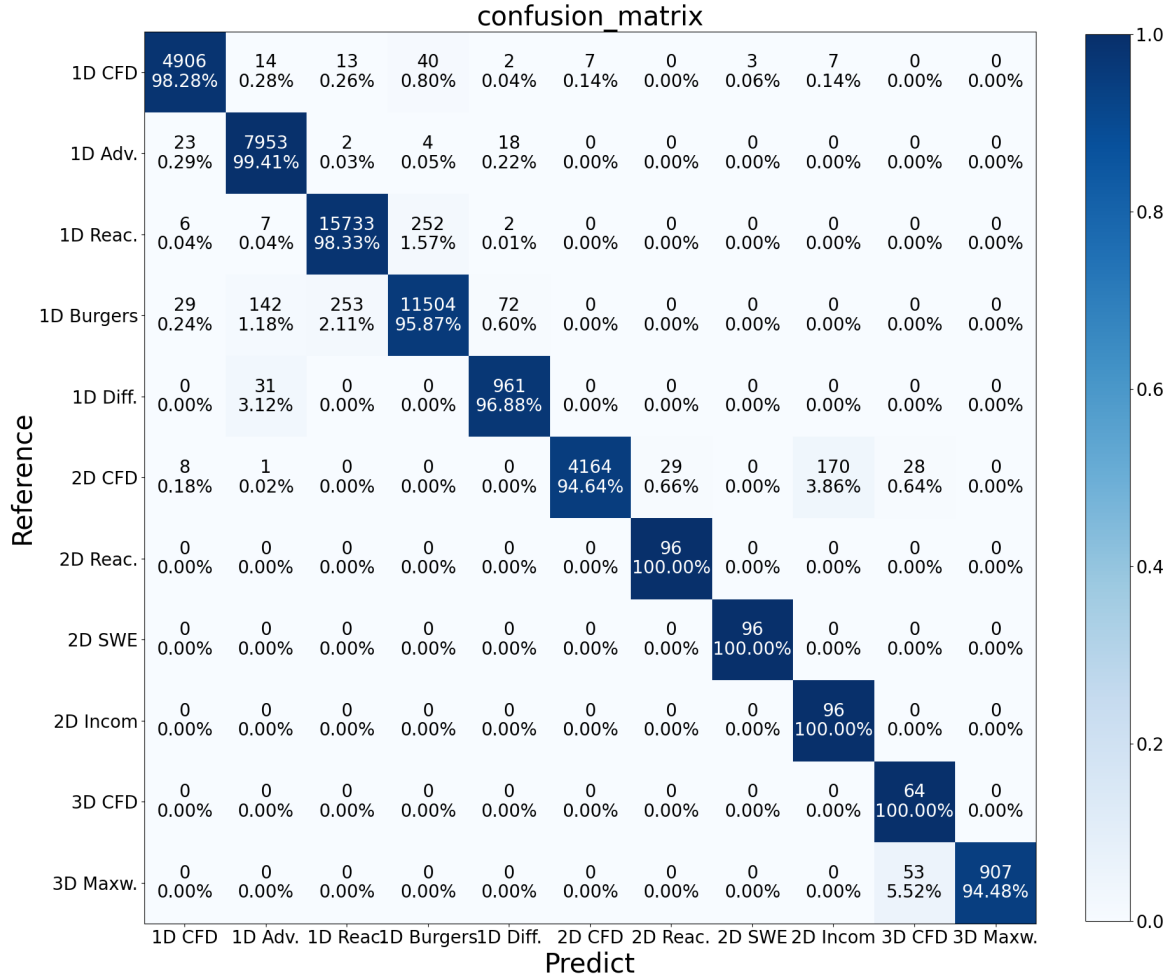 confusion_matrix
1D CFD 4906 14 13 40 2 7 0 3 7 0 0
98.28% 0.28% 0.26% 0.80% 0.04% 0.14% 0.00% 0.06% 0.14% 0.00% 0.00%
1D Adv. 23 7953 2 4 18 0 0 0 0 0 0
0.29% 99.41% 0.03% 0.05% 0.22% 0.00% 0.00% 0.00% 0.00% 0.00% 0.00%
1D Reac. 6 7 15733 252 2 0 0 0 0 0 0
0.04% 0.04% 98.33% 1.57% 0.01% 0.00% 0.00% 0.00% 0.00% 0.00% 0.00%
1D Burgers 29 142 253 11504 72 0 0 0 0 0 0
0.24% 1.18% 2.11% 95.87% 0.60% 0.00% 0.00% 0.00% 0.00% 0.00% 0.00%
1D Diff. 0 31 0 0 961 0 0 0 0 0 0
0.00% 3.12% 0.00% 0.00% 96.88% 0.00% 0.00% 0.00% 0.00% 0.00% 0.00%
2D CFD 8 1 0 0 0 4164 29 0 170 28 0
0.18% 0.02% 0.00% 0.00% 0.00% 94.64% 0.66% 0.00% 3.86% 0.64% 0.00%
2D Reac. 0 0 0 0 0 0 96 0 0 0 0
0.00% 0.00% 0.00% 0.00% 0.00% 0.00% 100.00% 0.00% 0.00% 0.00% 0.00%
2D SWE 0 0 0 0 0 0 0 96 0 0 0
0.00% 0.00% 0.00% 0.00% 0.00% 0.00% 0.00% 100.00% 0.00% 0.00% 0.00%
2D Incom 0 0 0 0 0 0 0 0 96 0 0
0.00% 0.00% 0.00% 0.00% 0.00% 0.00% 0.00% 0.00% 100.00% 0.00% 0.00%
3D CFD 0 0 0 0 0 0 0 0 0 64 0
0.00% 0.00% 0.00% 0.00% 0.00% 0.00% 0.00% 0.00% 0.00% 100.00% 0.00%
3D Maxw. 0 0 0 0 0 0 0 0 0 53 907
0.00% 0.00% 0.00% 0.00% 0.00% 0.00% 0.00% 0.00% 0.00% 5.52% 94.48%
1D CFD 1D Adv. 1D Reac. 1D Burgers 1D Diff. 2D CFD 2D Reac. 2D SWE 2D Incom 3D CFD 3D Maxw.
Predict
Reference
1.0
0.8
0.6
0.4
0.2
0.0